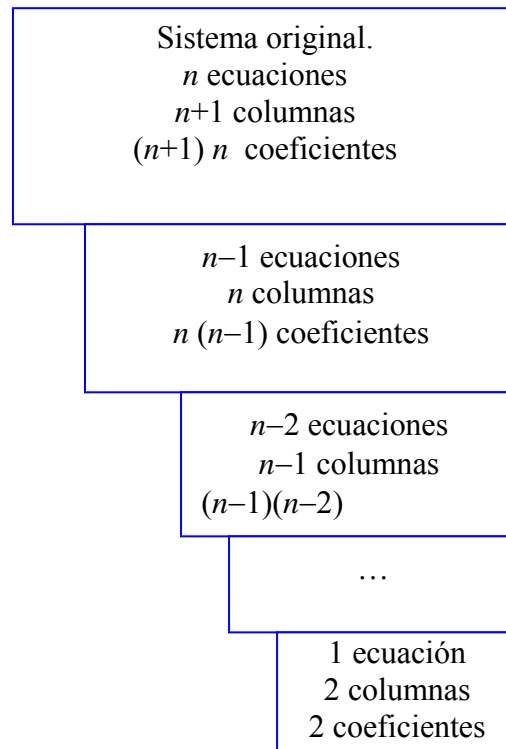 Sistema original.
n ecuaciones
n+1 columnas
(n+1) n coeficientes
n–1 ecuaciones
n columnas
n (n–1) coeficientes
n–2 ecuaciones
n–1 columnas
(n–1)(n–2)
…
1 ecuación
2 columnas
2 coeficientes